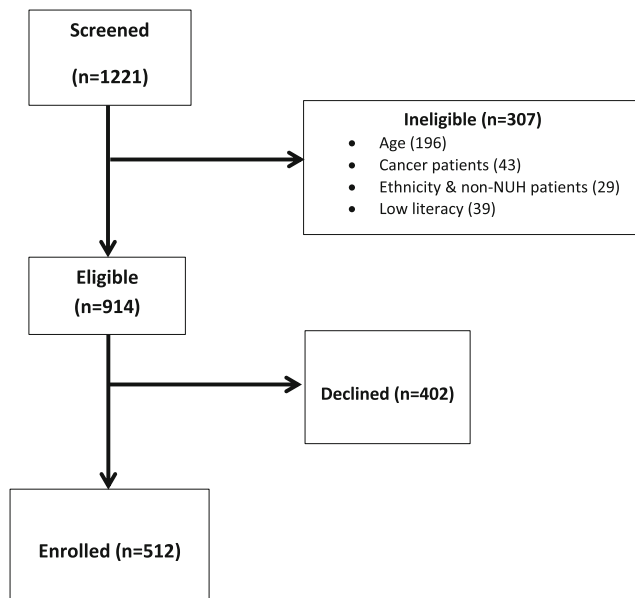 Screened
(n=1221)
Ineligible (n=307)
• Age (196)
• Cancer patients (43)
• Ethnicity & non-NUH patients (29)
• Low literacy (39)
Eligible
(n=914)
Declined (n=402)
Enrolled (n=512)